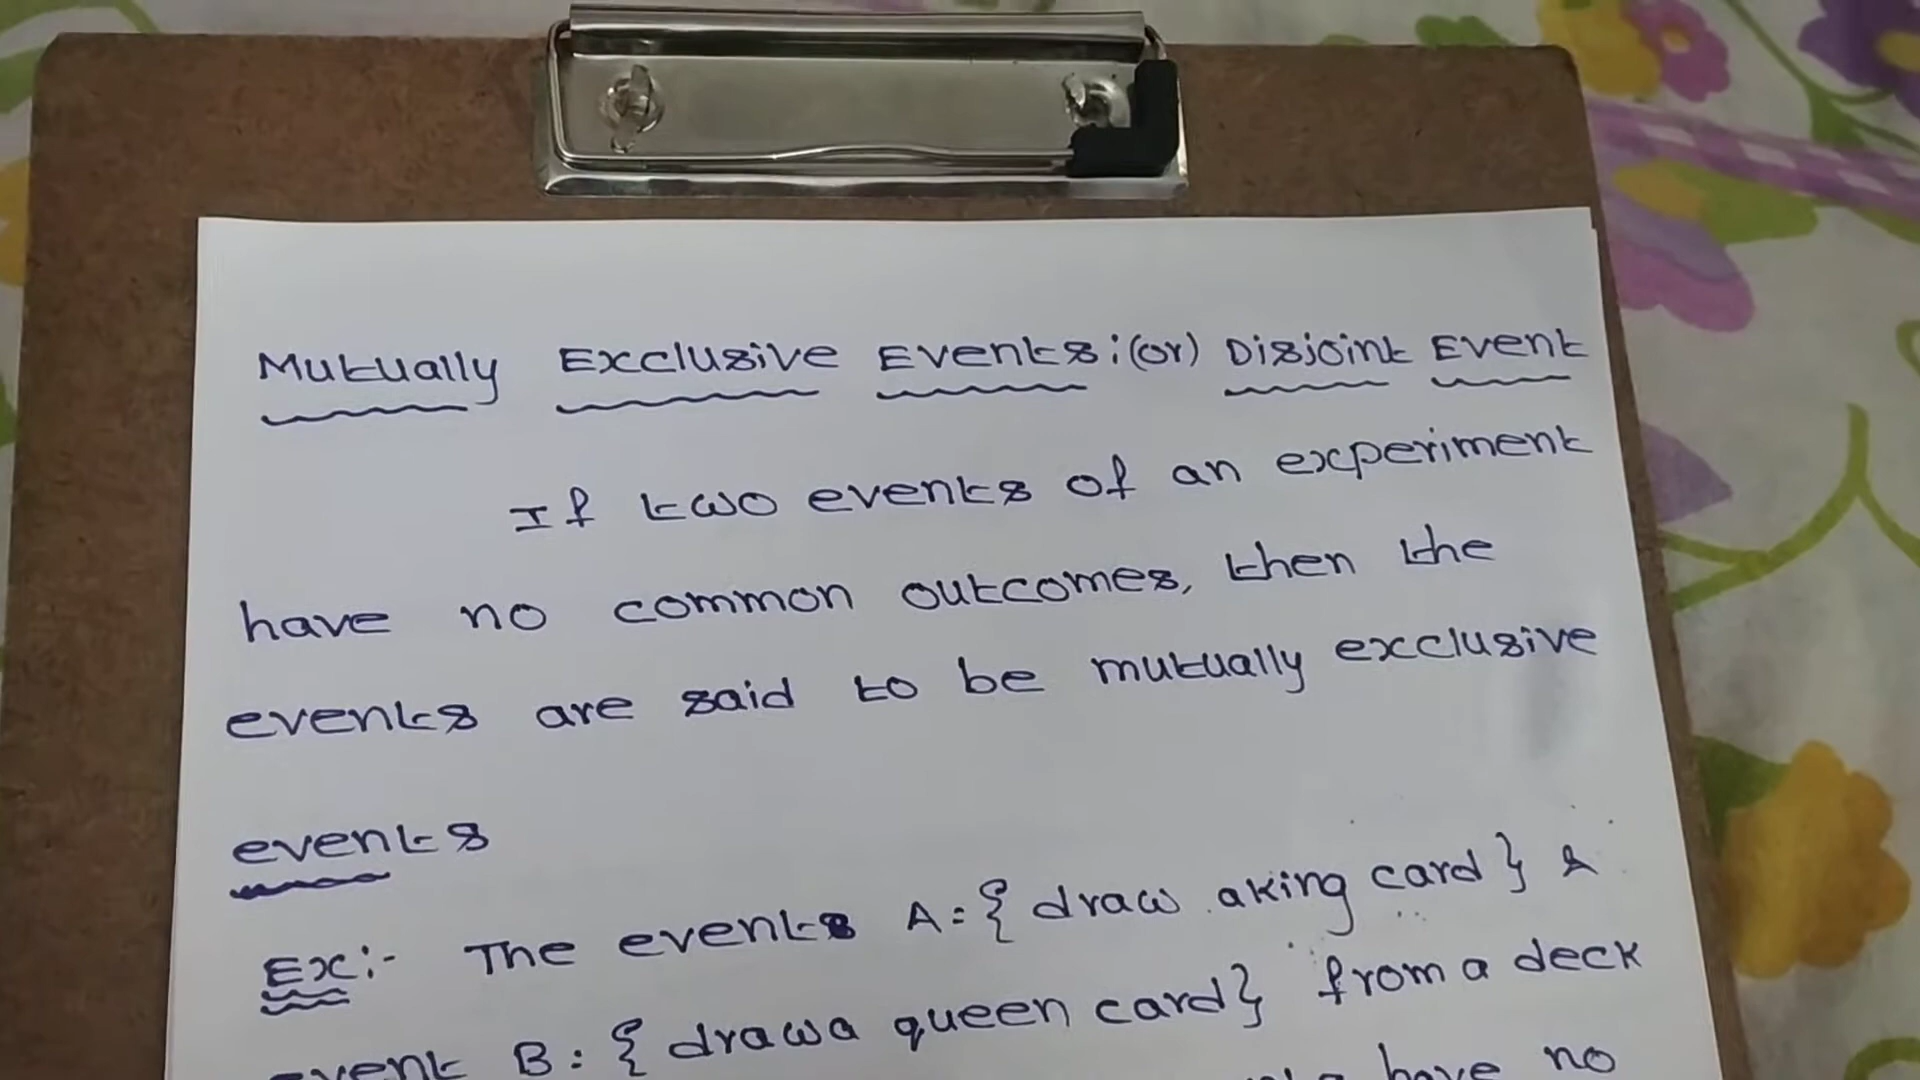 Mutually Exclusive Events: (or) Disjoint Event
If two events of an experiment
have no common outcomes, then the
events are said to be mutually exclusive
events
Ex:- The events A={draw a king card} &
event B: {draw a queen card} from a deck
have no